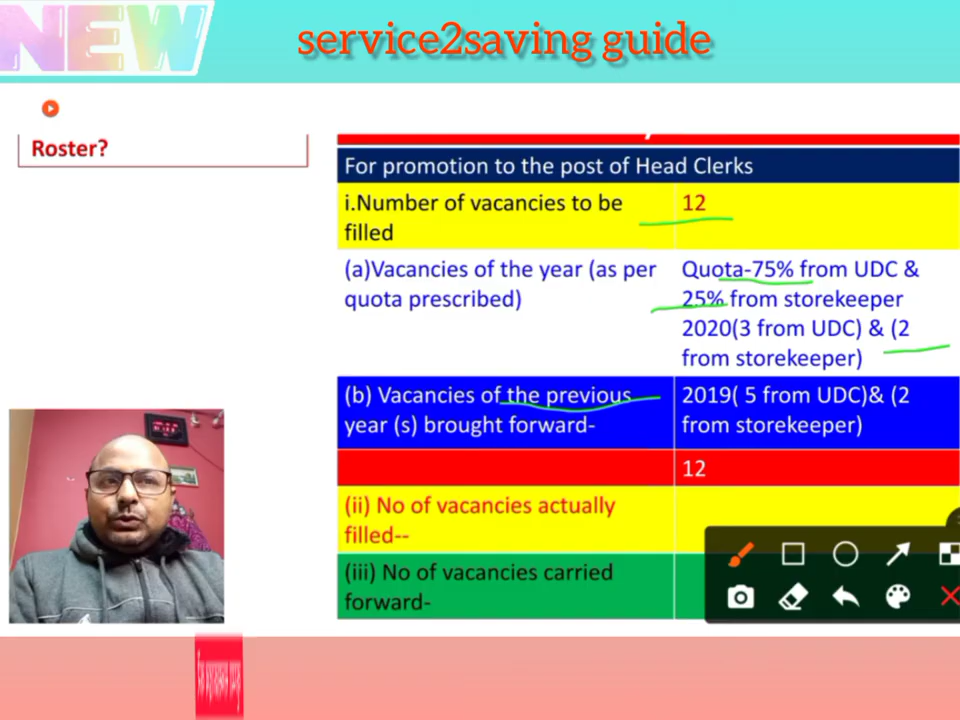 NEW
service2saving guide
Roster?
For promotion to the post of Head Clerks
i.Number of vacancies to be
filled
12
(a)Vacancies of the year (as per
quota prescribed)
Quota-75% from UDC &
25% from storekeeper
2020(3 from UDC) & (2
from storekeeper)
(b) Vacancies of the previous
year (s) brought forward-
2019( 5 from UDC)& (2
from storekeeper)
12
(ii) No of vacancies actually
filled--
(iii) No of vacancies carried
forward-